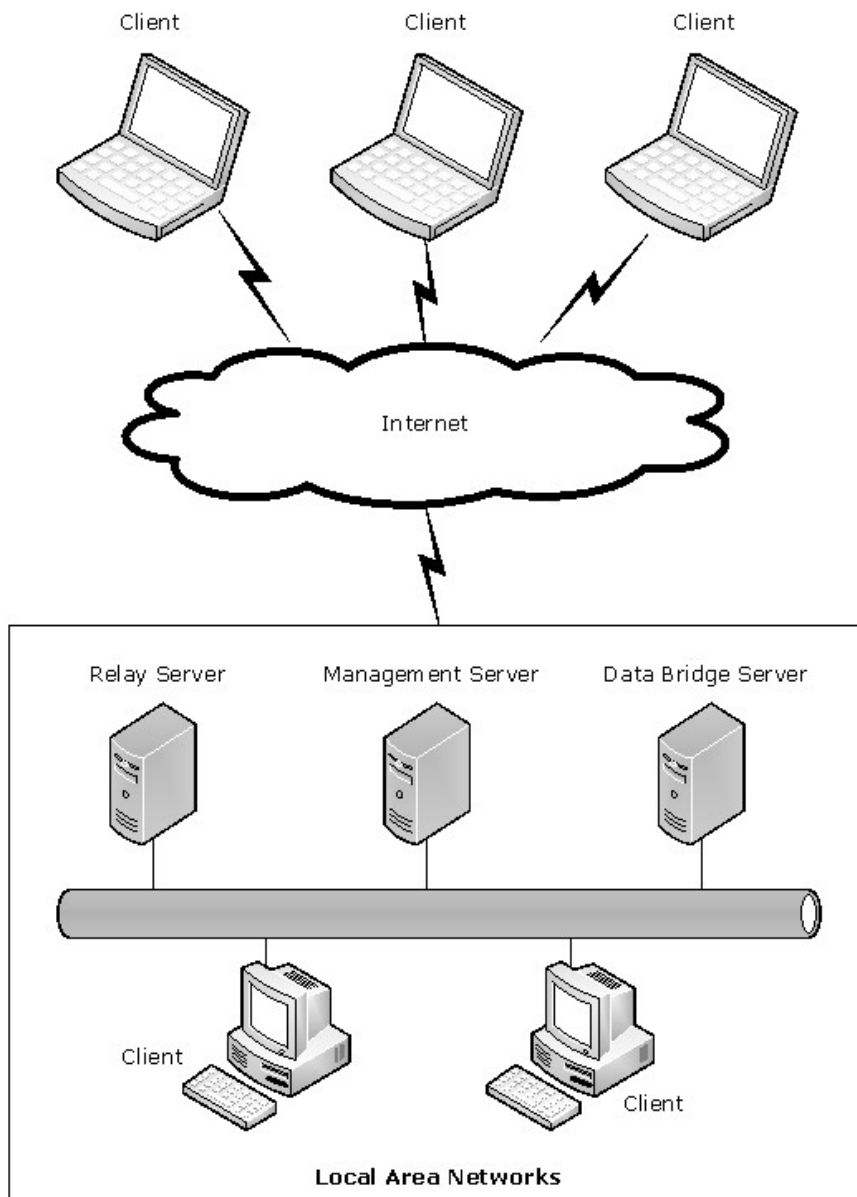 Client
Client
Client
Internet
Relay Server
Management Server
Data Bridge Server
Client
Client
Local Area Networks